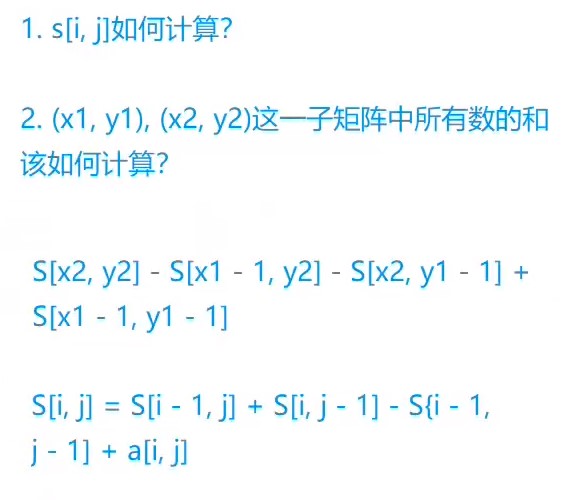 1. s[i, j]如何计算?
2. (x1, y1), (x2, y2)这一子矩阵中所有数的和
该如何计算?
S[x2, y2] - S[x1 - 1, y2] - S[x2, y1 - 1] +
S[x1 - 1, y1 - 1]
S[i, j] = S[i - 1, j] + S[i, j - 1] - S{i - 1,
j - 1] + a[i, j]